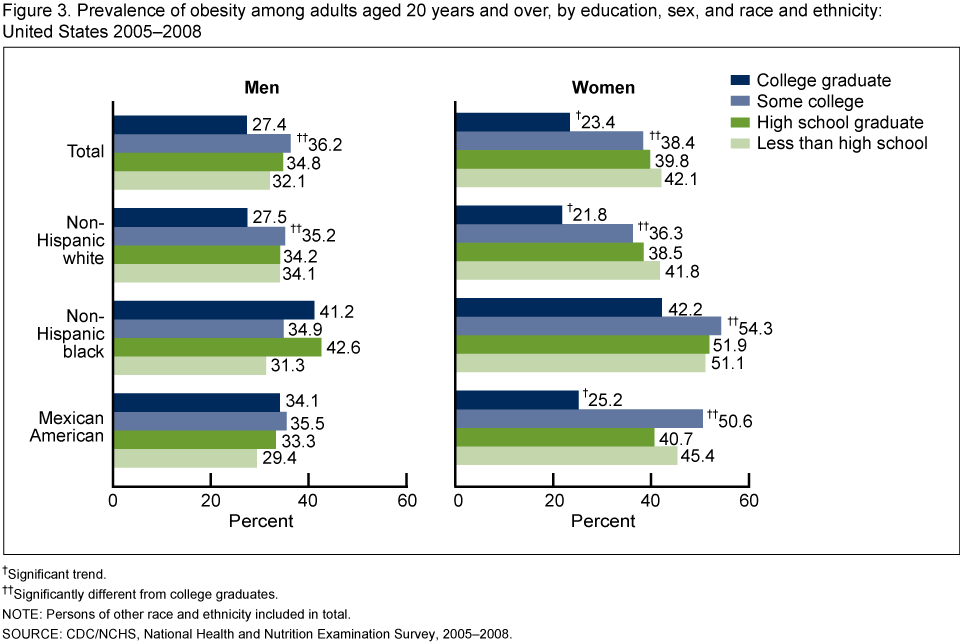 Figure 3. Prevalence of obesity among adults aged 20 years and over, by education, sex, and race and ethnicity:
United States 2005–2008
Men
Women
College graduate
Some college
High school graduate
Less than high school
Total
27.4
††36.2
34.8
32.1
†23.4
††38.4
39.8
42.1
Non-
Hispanic
white
27.5
††35.2
34.2
34.1
†21.8
††36.3
38.5
41.8
Non-
Hispanic
black
41.2
34.9
42.6
31.3
42.2
††54.3
51.9
51.1
Mexican
American
34.1
35.5
33.3
29.4
†25.2
††50.6
40.7
45.4
0 20 40 60
Percent
0 20 40 60
Percent
†Significant trend.
††Significantly different from college graduates.
NOTE: Persons of other race and ethnicity included in total.
SOURCE: CDC/NCHS, National Health and Nutrition Examination Survey, 2005–2008.